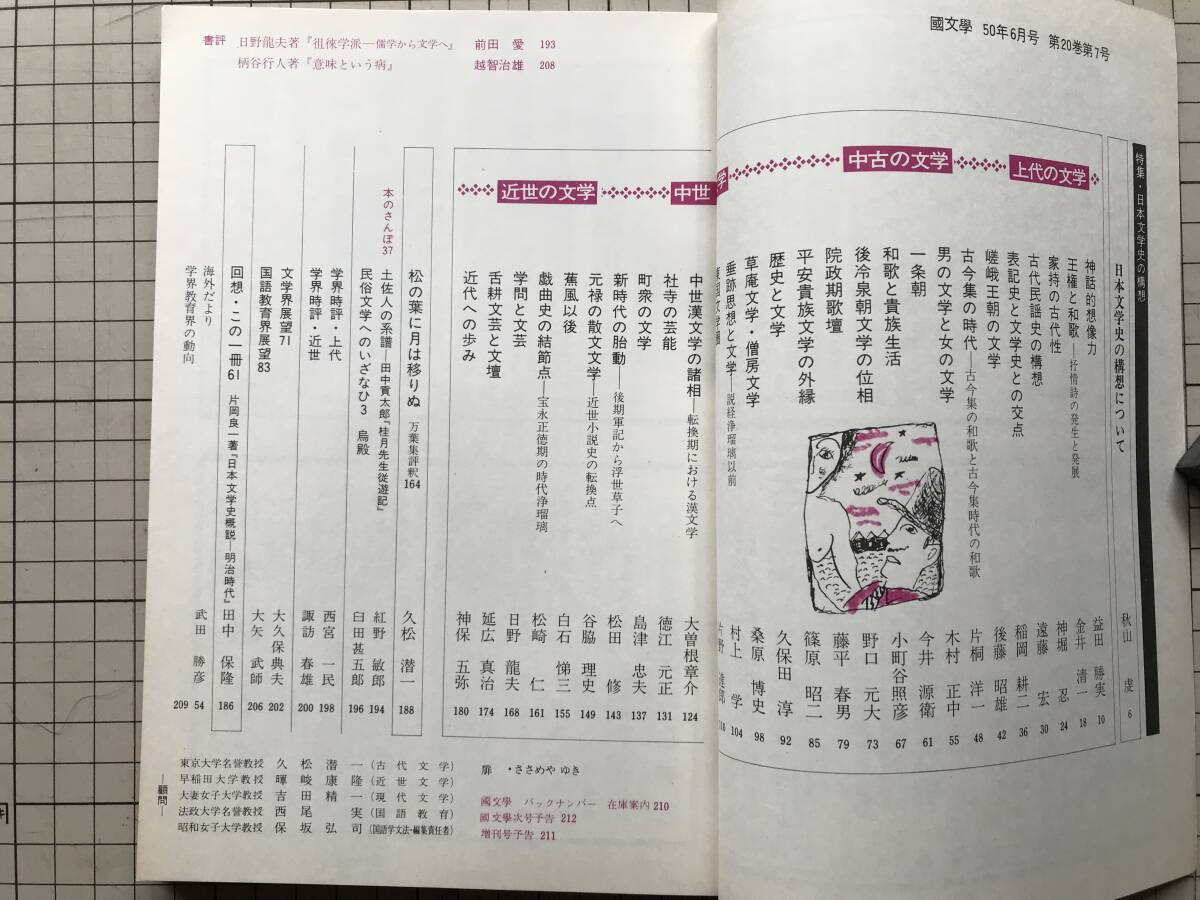 國文學 50年6月号 第20巻第7号
特集・日本文学史の構想
日本文学史の構想について 秋山 虔 6
上代の文学
神話的想像力 益田 勝実 10
王権と和歌―抒情詩の発生と発展 金井 清一 18
家持の古代性 神堀 忍 24
古代民謡史の構想 遠藤 宏 30
表記史と文学史との交点 稲岡 耕二 36
中古の文学
嵯峨王朝の文学 後藤 昭雄 42
古今集の時代―古今集の和歌と古今集時代の和歌 片桐 洋一 48
男の文学と女の文学 木村 正中 55
一条朝 今井 源衛 61
和歌と貴族生活 小町谷照彦 67
後冷泉朝文学の位相 野口 元大 73
院政期歌壇 藤平 春男 79
平安貴族文学の外縁 篠原 昭二 85
中世 学
歴史と文学 久保田 淳 92
草庵文学・僧房文学 桑原 博史 98
垂跡思想と文学―説経浄瑠璃以前 村上 学 104
中世漢文学の諸相―転換期における漢文学 大曽根章介 124
社寺の芸能 徳江 元正 131
町衆の文学 島津 忠夫 137
近世の文学
新時代の胎動―後期軍記から浮世草子へ 松田 修 143
元禄の散文文学―近世小説史の転換点 谷脇 理史 149
蕉風以後 白石 悌三 155
戯曲史の結節点―宝永正徳期の時代浄瑠璃 松崎 仁 161
学問と文芸 日野 龍夫 168
舌耕文芸と文壇 延広 真治 174
近代への歩み 神保 五弥 180
松の葉に月は移りぬ 万葉集評釈164 久松 潜一 188
本のさんぽ37 土佐人の系譜―田中貢太郎『桂月先生従遊記』 紅野 敏郎 194
民俗文学へのいざなひ3 烏殿 臼田甚五郎 196
学界時評・上代 西宮 一民 198
学界時評・近世 諏訪 春雄 200
文学界展望71 大久保典夫 202
国語教育界展望83 大矢 武師 206
回想・この一冊61 片岡良一著『日本文学史概説―明治時代』 田中 保隆 186
海外だより 武田 勝彦 54
学界教育界の動向 209
書評 日野龍夫著『徂徠学派―儒学から文学へ』 前田 愛 193
柄谷行人著『意味という病』 越智治雄 208
東京大学名誉教授 久松潜一(古代文学)
早稲田大学教授 暉峻康隆(近世文学)
大妻女子大学教授 吉田精一(現代文学)
法政大学名誉教授 西尾 実(国語教育)
昭和女子大学教授 保坂弘司(国語学文法・編集責任者)
―顧問―
扉・ささめや ゆき
國文學 バックナンバー 在庫案内 210
國文學次号予告 212
増刊号予告 211